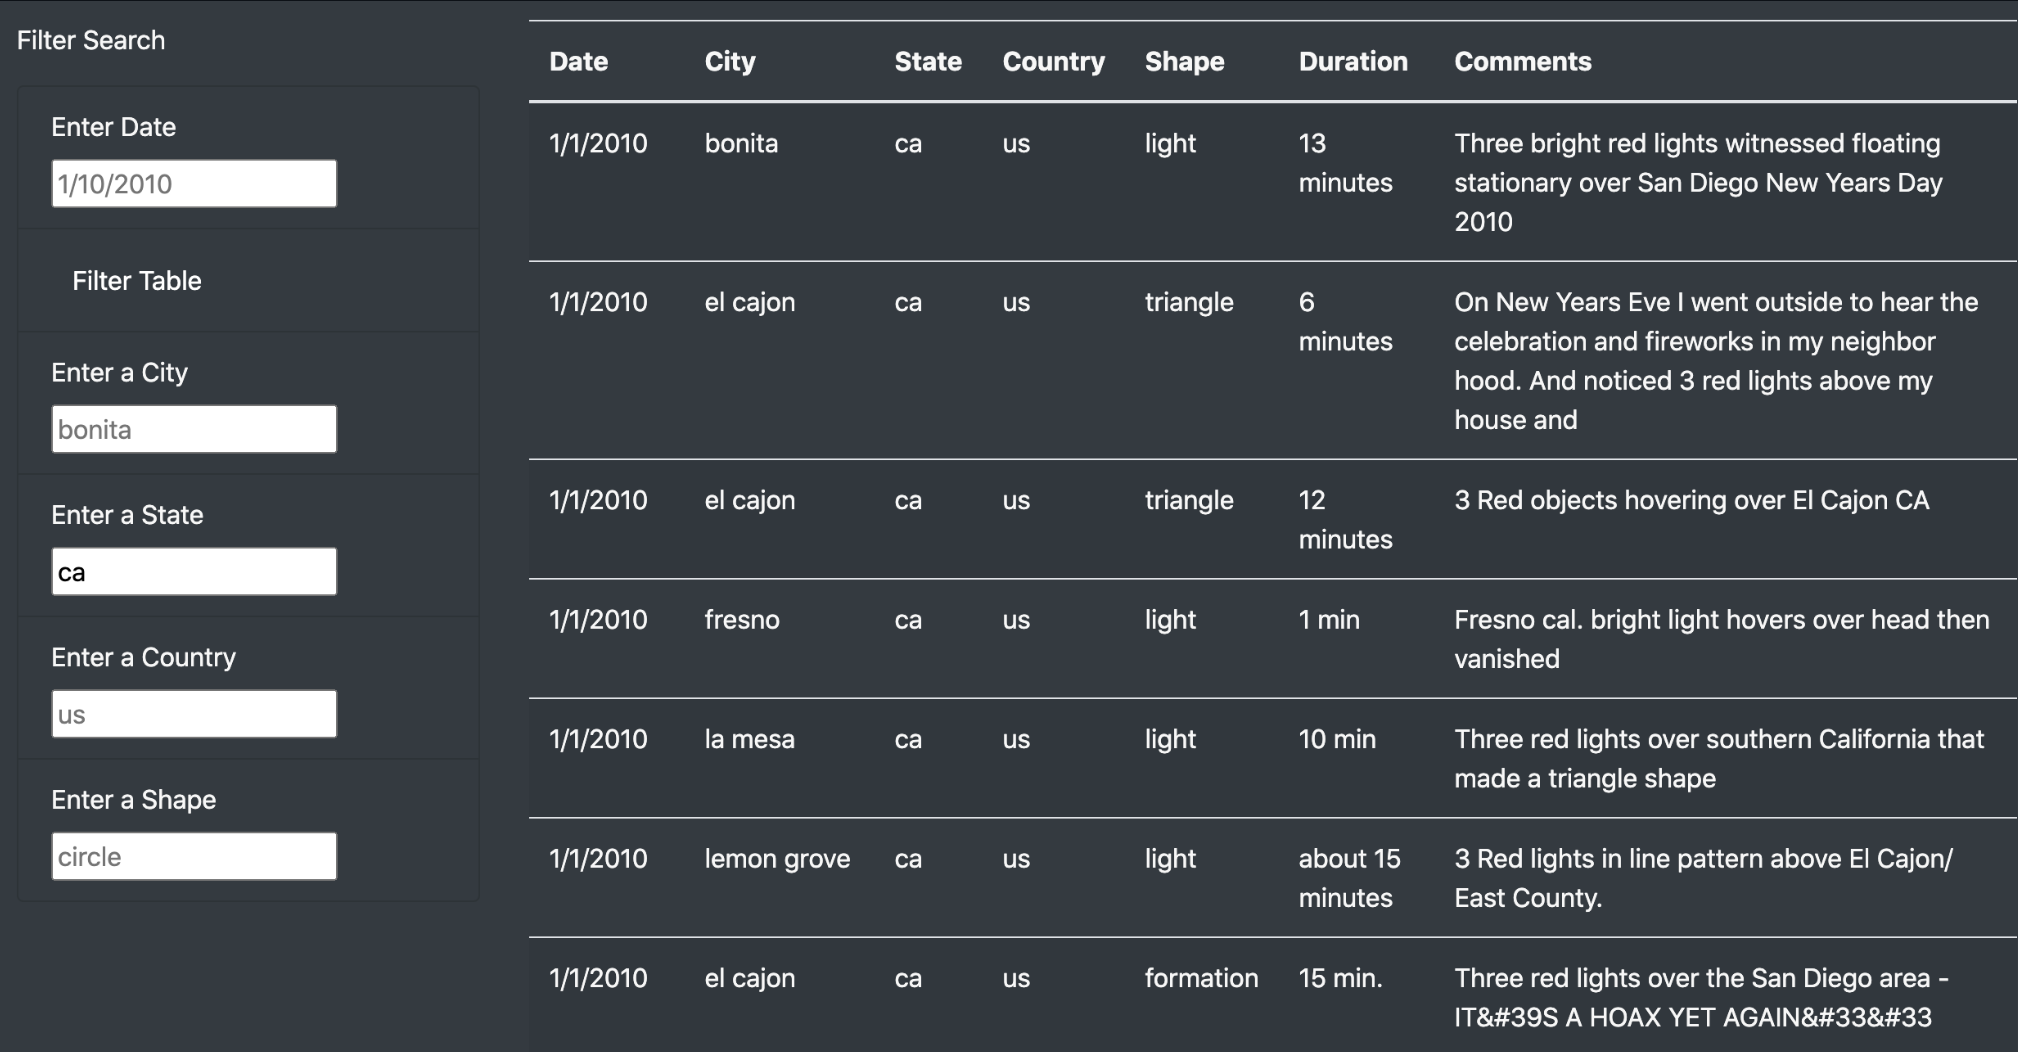 Filter Search
Enter Date
1/10/2010
Filter Table
Enter a City
bonita
Enter a State
ca
Enter a Country
us
Enter a Shape
circle
Date City State Country Shape Duration Comments
1/1/2010 bonita ca us light 13 minutes Three bright red lights witnessed floating
stationary over San Diego New Years Day
2010
1/1/2010 el cajon ca us triangle 6 minutes On New Years Eve I went outside to hear the
celebration and fireworks in my neighbor
hood. And noticed 3 red lights above my
house and
1/1/2010 el cajon ca us triangle 12 minutes 3 Red objects hovering over El Cajon CA
1/1/2010 fresno ca us light 1 min Fresno cal. bright light hovers over head then
vanished
1/1/2010 la mesa ca us light 10 min Three red lights over southern California that
made a triangle shape
1/1/2010 lemon grove ca us light about 15 minutes 3 Red lights in line pattern above El Cajon/
East County.
1/1/2010 el cajon ca us formation 15 min. Three red lights over the San Diego area -
IT&#39S A HOAX YET AGAIN&#33&#33